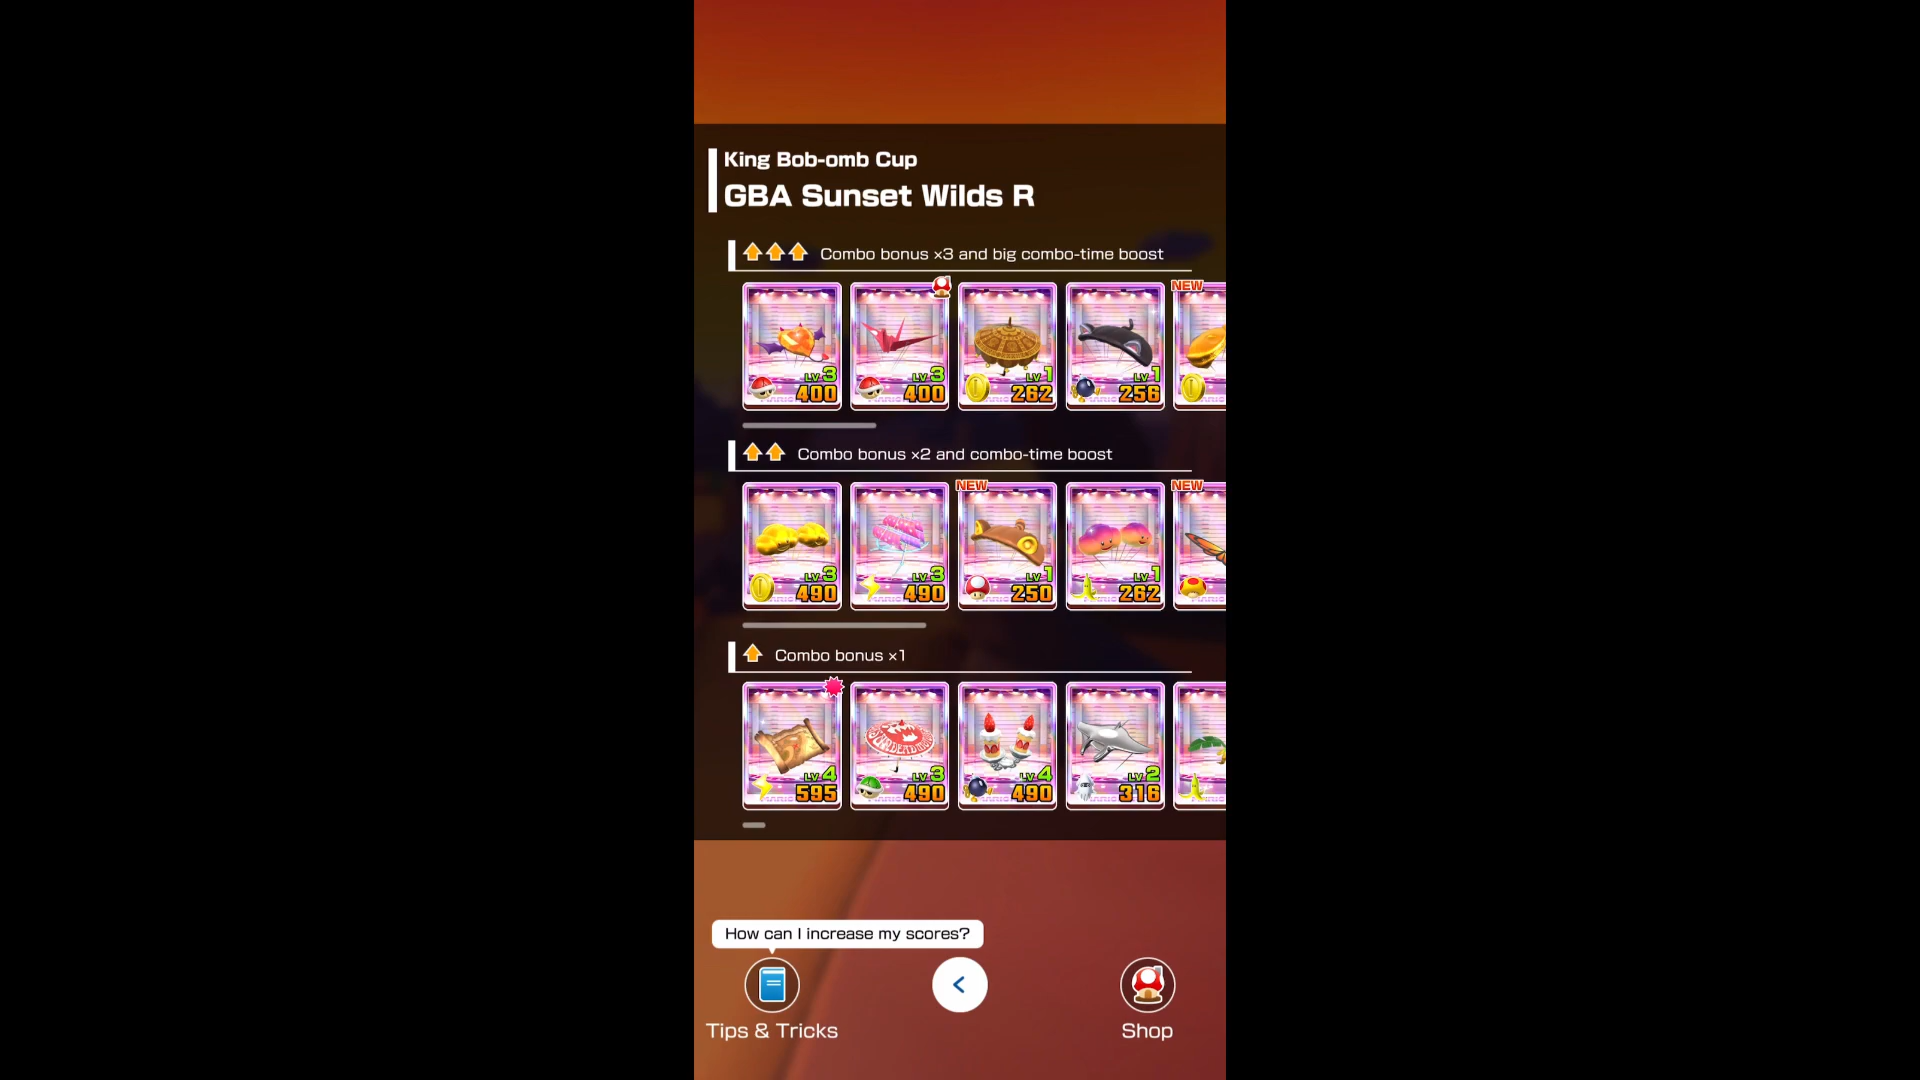 King Bob-omb Cup
GBA Sunset Wilds R
Combo bonus ×3 and big combo-time boost
NEW
LV.3 LV.3 LV.1 LV.1
400 400 262 256
Combo bonus ×2 and combo-time boost
NEW NEW
LV.3 LV.3 LV.1 LV.1
490 490 250 262
Combo bonus ×1
LV.4 LV.3 LV.4 LV.2
595 490 490 316
How can I increase my scores?
Tips & Tricks
Shop